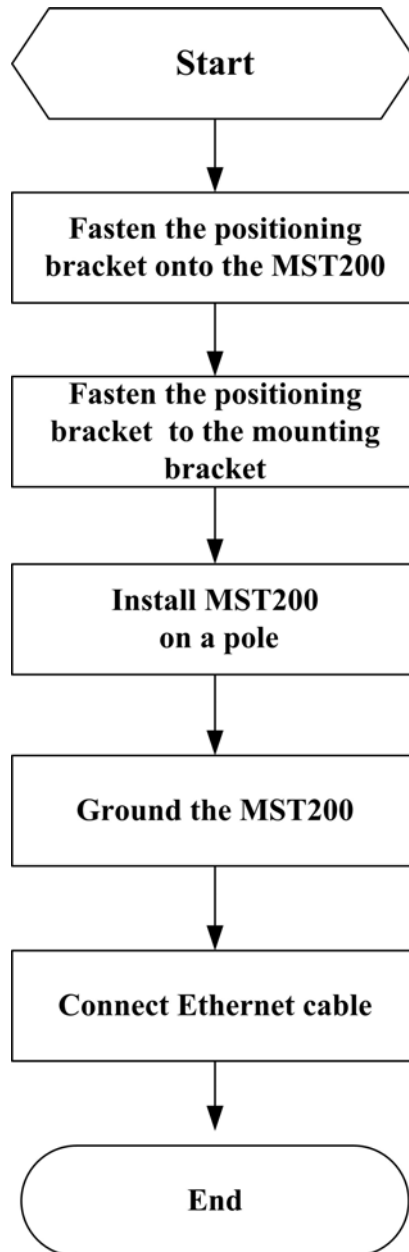 Start
Fasten the positioning
bracket onto the MST200
Fasten the positioning
bracket to the mounting
bracket
Install MST200
on a pole
Ground the MST200
Connect Ethernet cable
End